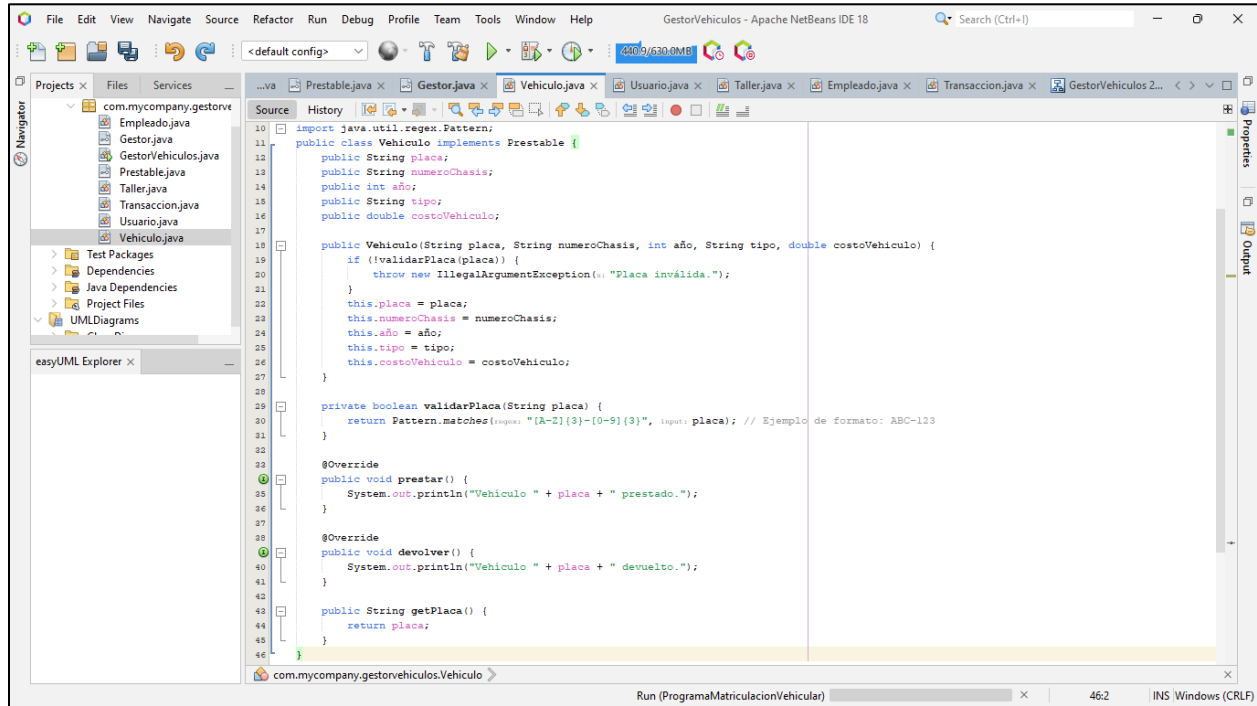 File Edit View Navigate Source Refactor Run Debug Profile Team Tools Window Help GestorVehiculos - Apache NetBeans IDE 18 Search (Ctrl+I)
<default config> 440.9/630.0MB
Projects Files Services
...va Prestable.java Gestor.java Vehiculo.java Usuario.java Taller.java Empleado.java Transaccion.java GestorVehiculos 2...
Navigator
com.mycompany.gestorve
Empleado.java
Gestor.java
GestorVehiculos.java
Prestable.java
Taller.java
Transaccion.java
Usuario.java
Vehiculo.java
Test Packages
Dependencies
Java Dependencies
Project Files
UMLDiagrams
easyUML Explorer
Source History
10 import java.util.regex.Pattern;
11 public class Vehiculo implements Prestable {
12 public String placa;
13 public String numeroChasis;
14 public int año;
15 public String tipo;
16 public double costoVehiculo;
17
18 public Vehiculo(String placa, String numeroChasis, int año, String tipo, double costoVehiculo) {
19 if (!validarPlaca(placa)) {
20 throw new IllegalArgumentException(s: "Placa inválida.");
21 }
22 this.placa = placa;
23 this.numeroChasis = numeroChasis;
24 this.año = año;
25 this.tipo = tipo;
26 this.costoVehiculo = costoVehiculo;
27 }
28
29 private boolean validarPlaca(String placa) {
30 return Pattern.matches(regex: "[A-Z]{3}-[0-9]{3}", input: placa); // Ejemplo de formato: ABC-123
31 }
32
33 @Override
public void prestar() {
35 System.out.println("Vehiculo " + placa + " prestado.");
36 }
37
38 @Override
public void devolver() {
40 System.out.println("Vehiculo " + placa + " devuelto.");
41 }
42
43 public String getPlaca() {
44 return placa;
45 }
46 }
Properties
Output
com.mycompany.gestorvehiculos.Vehiculo
Run (ProgramaMatriculacionVehicular) 46:2 INS Windows (CRLF)